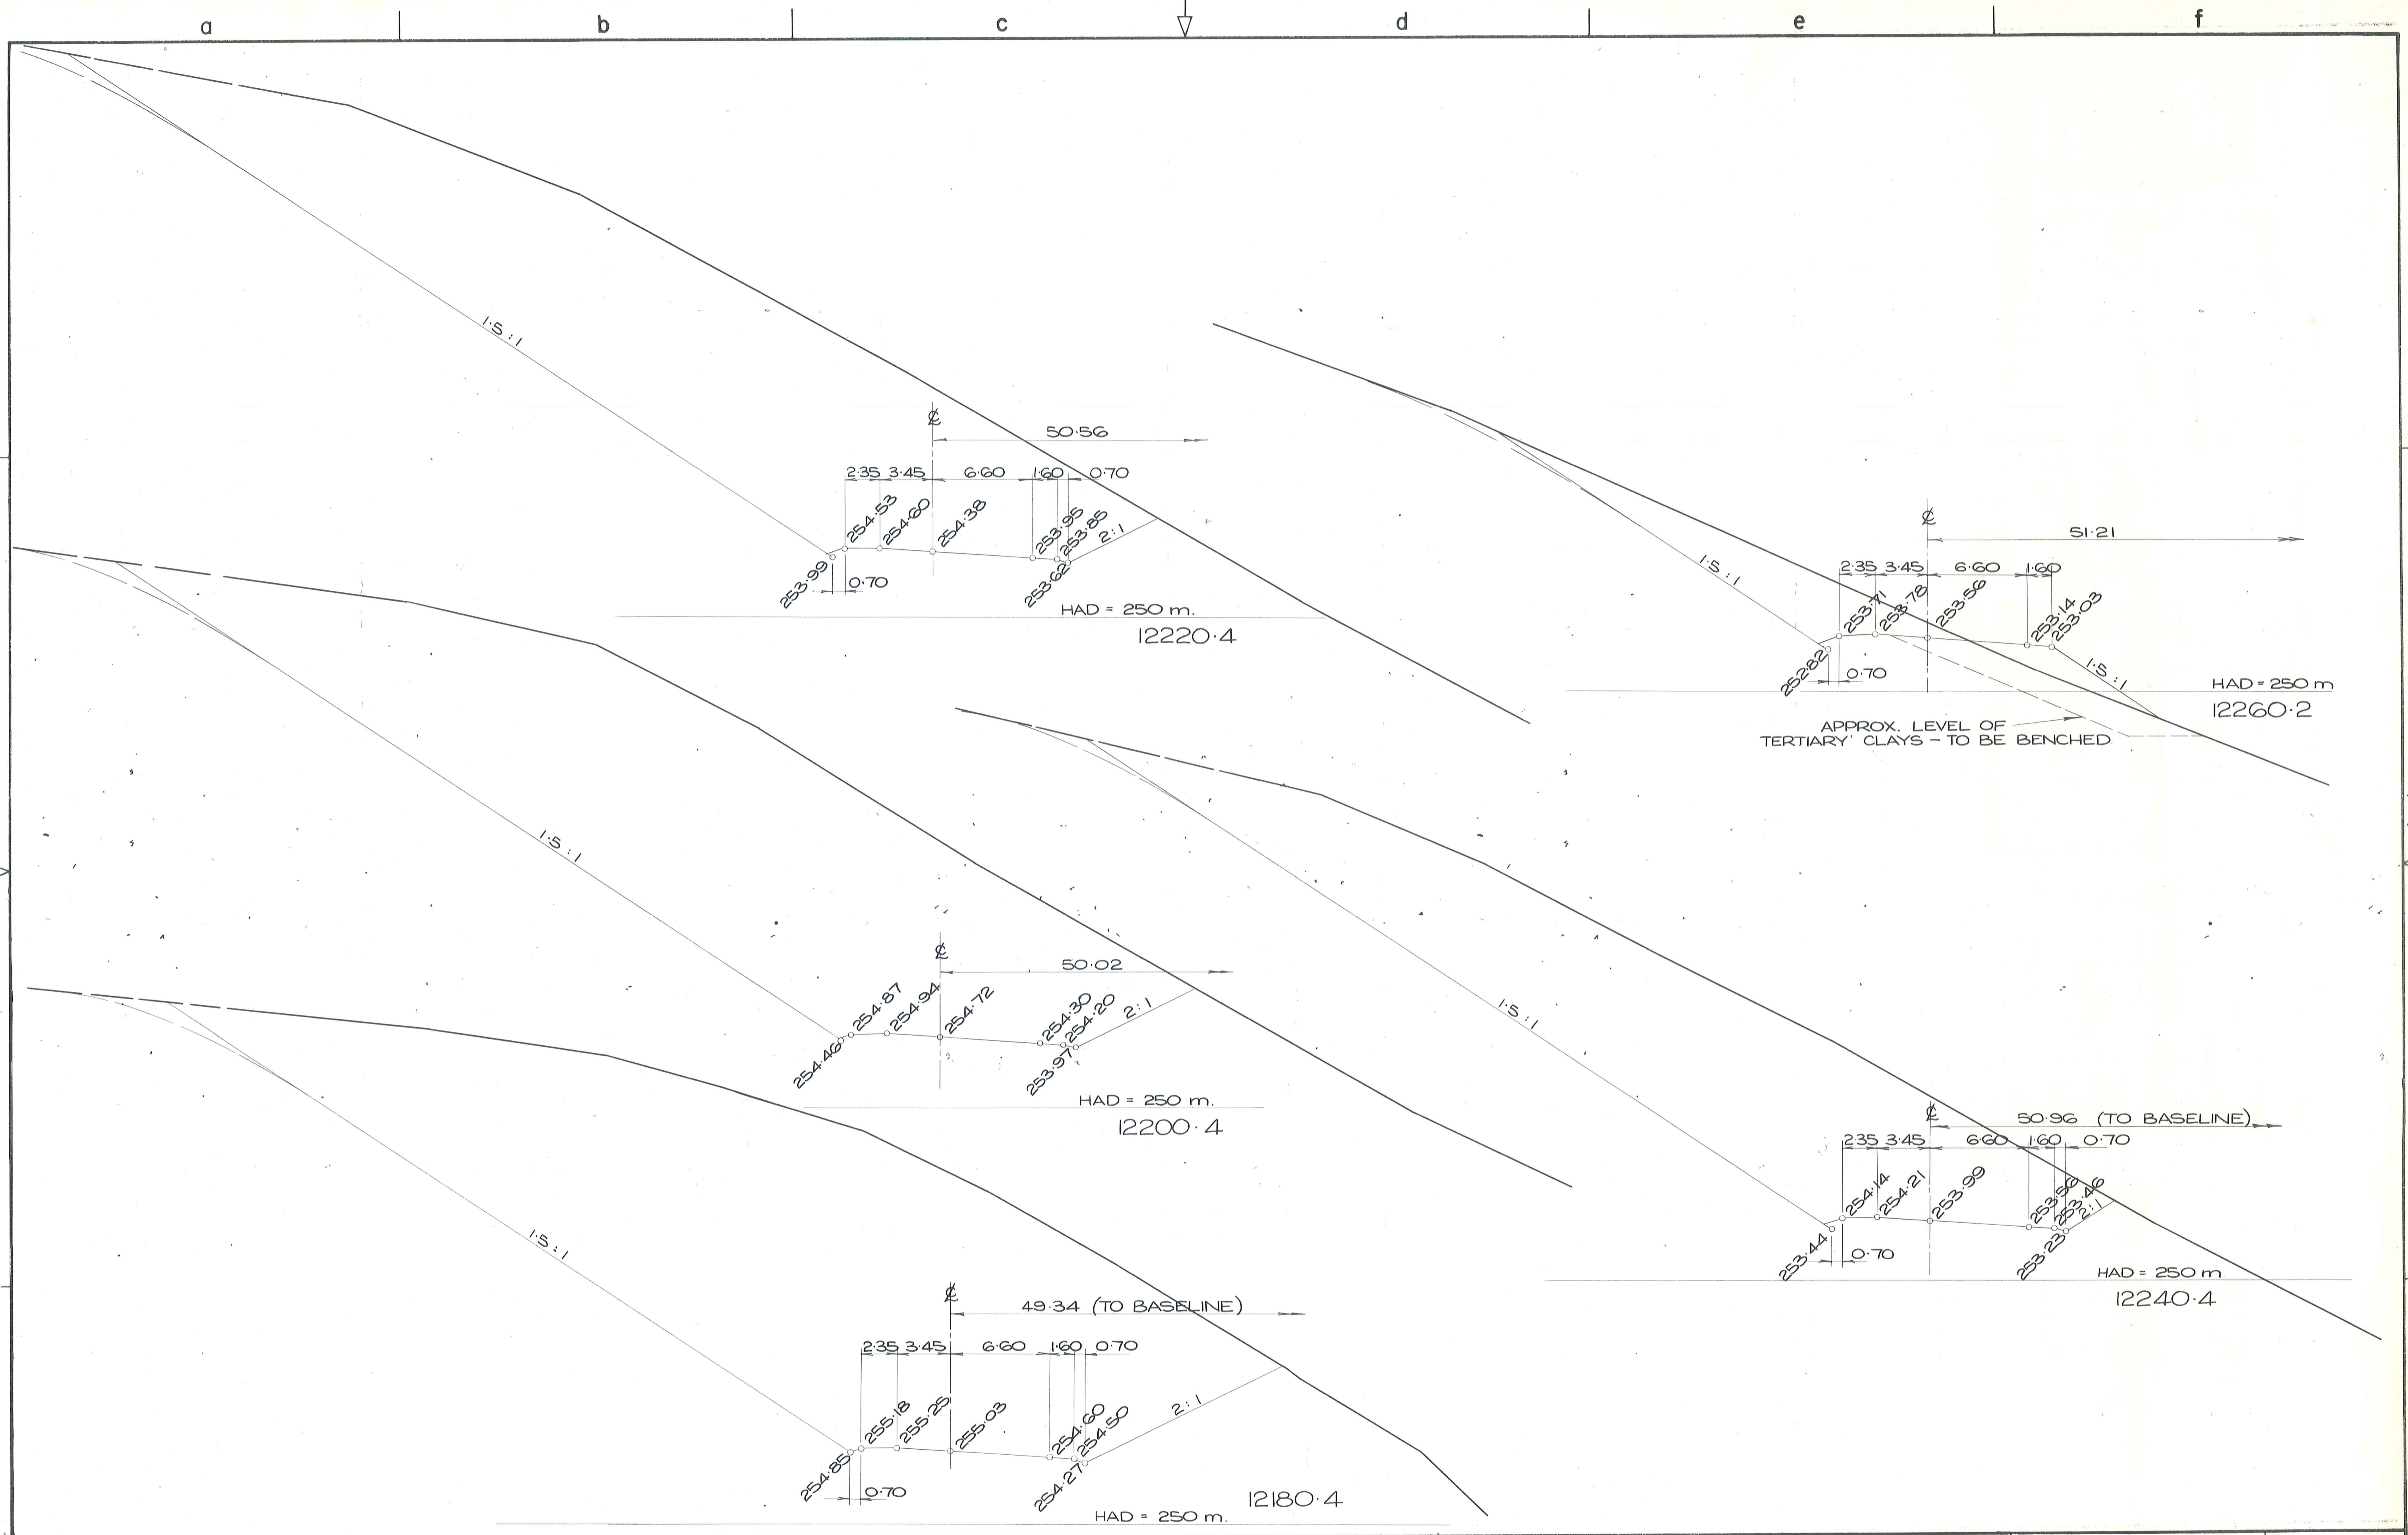 a b c d e f
1·5 : 1
℄
50·56
2·35 3·45 6·60 1·60 0·70
254·53 254·60 254·38 253·95 253·85
2:1
253·99 0·70 253·62
HAD = 250 m.
12220·4
1·5 : 1
℄
51·21
2·35 3·45 6·60 1·60
253·71 253·78 253·56 253·14 253·03
252·82 0·70
1·5 : 1
HAD = 250 m
12260·2
APPROX. LEVEL OF
TERTIARY CLAYS – TO BE BENCHED
1·5 : 1
℄
50·02
254·87 254·94 254·72 254·30 254·20
2:1
254·46 253·97
HAD = 250 m.
12200·4
1·5 : 1
℄
50·96 (TO BASELINE)
2·35 3·45 6·60 1·60 0·70
254·14 254·21 253·99 253·56 253·46
2:1
253·44 0·70 253·23
HAD = 250 m
12240·4
1·5 : 1
℄
49·34 (TO BASELINE)
2·35 3·45 6·60 1·60 0·70
255·18 255·25 255·03 254·60 254·50
2 : 1
254·85 0·70 254·27
12180·4
HAD = 250 m.